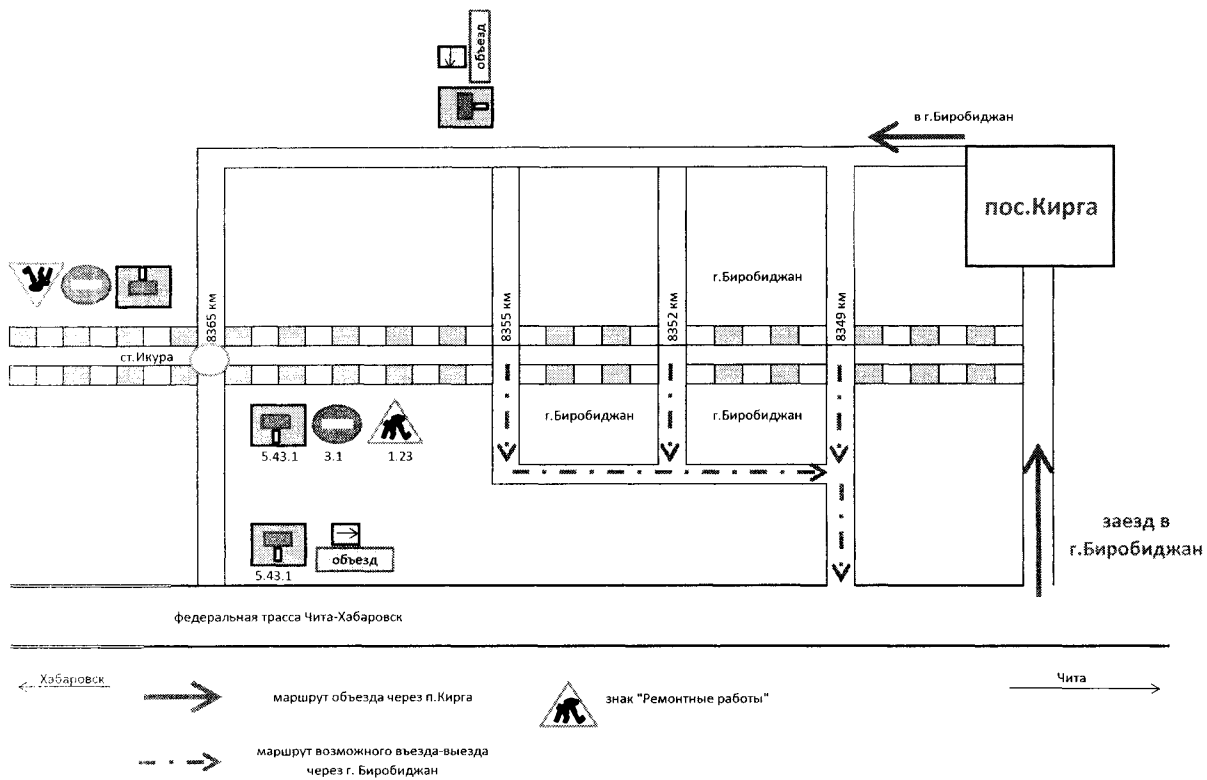 объезд
в г.Биробиджан
пос.Кирга
г.Биробиджан
8365 км
8355 км
8352 км
8349 км
ст.Икура
г.Биробиджан
г.Биробиджан
5.43.1
3.1
1.23
заезд в
г.Биробиджан
объезд
5.43.1
федеральная трасса Чита-Хабаровск
Хабаровск
Чита
маршрут объезда через п.Кирга
знак "Ремонтные работы"
маршрут возможного въезда-выезда
через г. Биробиджан